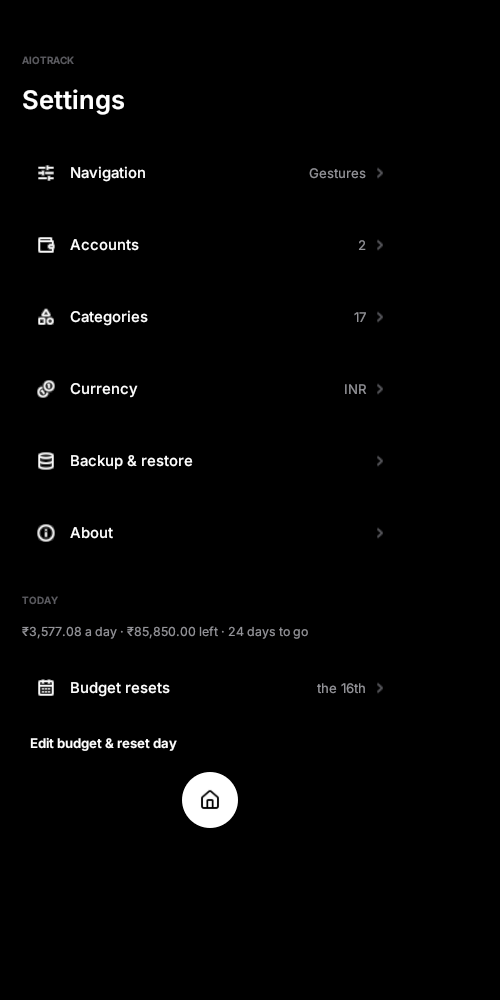 AIOTRACK
Settings
Navigation Gestures
Accounts 2
Categories 17
Currency INR
Backup & restore
About
TODAY
₹3,577.08 a day · ₹85,850.00 left · 24 days to go
Budget resets the 16th
Edit budget & reset day